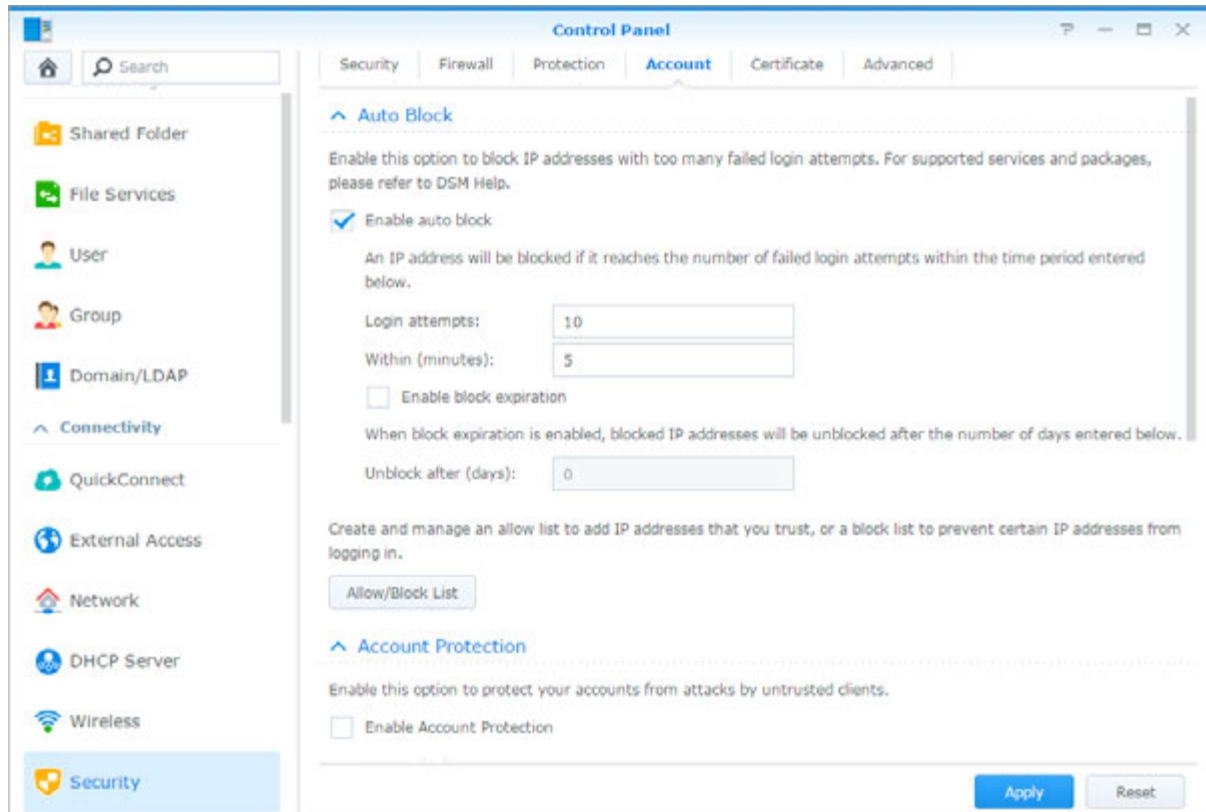 Control Panel
Search
Security
Firewall
Protection
Account
Certificate
Advanced
Shared Folder
File Services
User
Group
Domain/LDAP
Connectivity
QuickConnect
External Access
Network
DHCP Server
Wireless
Security
Auto Block
Enable this option to block IP addresses with too many failed login attempts. For supported services and packages,
please refer to DSM Help.
Enable auto block
An IP address will be blocked if it reaches the number of failed login attempts within the time period entered
below.
Login attempts:
10
Within (minutes):
5
Enable block expiration
When block expiration is enabled, blocked IP addresses will be unblocked after the number of days entered below.
Unblock after (days):
0
Create and manage an allow list to add IP addresses that you trust, or a block list to prevent certain IP addresses from
logging in.
Allow/Block List
Account Protection
Enable this option to protect your accounts from attacks by untrusted clients.
Enable Account Protection
Apply
Reset